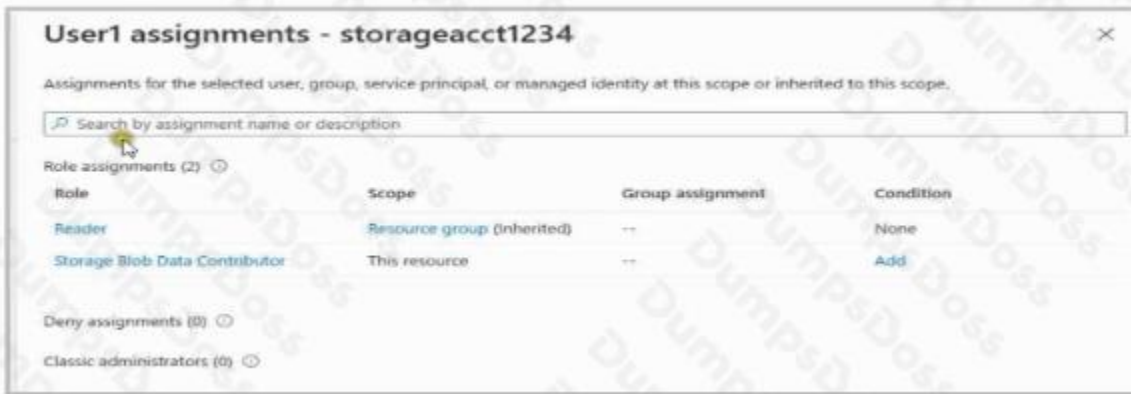 User1 assignments - storageacct1234
Assignments for the selected user, group, service principal, or managed identity at this scope or inherited to this scope.
Search by assignment name or description
Role assignments (2)
Role Scope Group assignment Condition
Reader Resource group (Inherited) -- None
Storage Blob Data Contributor This resource -- Add
Deny assignments (0)
Classic administrators (0)
DumpsDoss